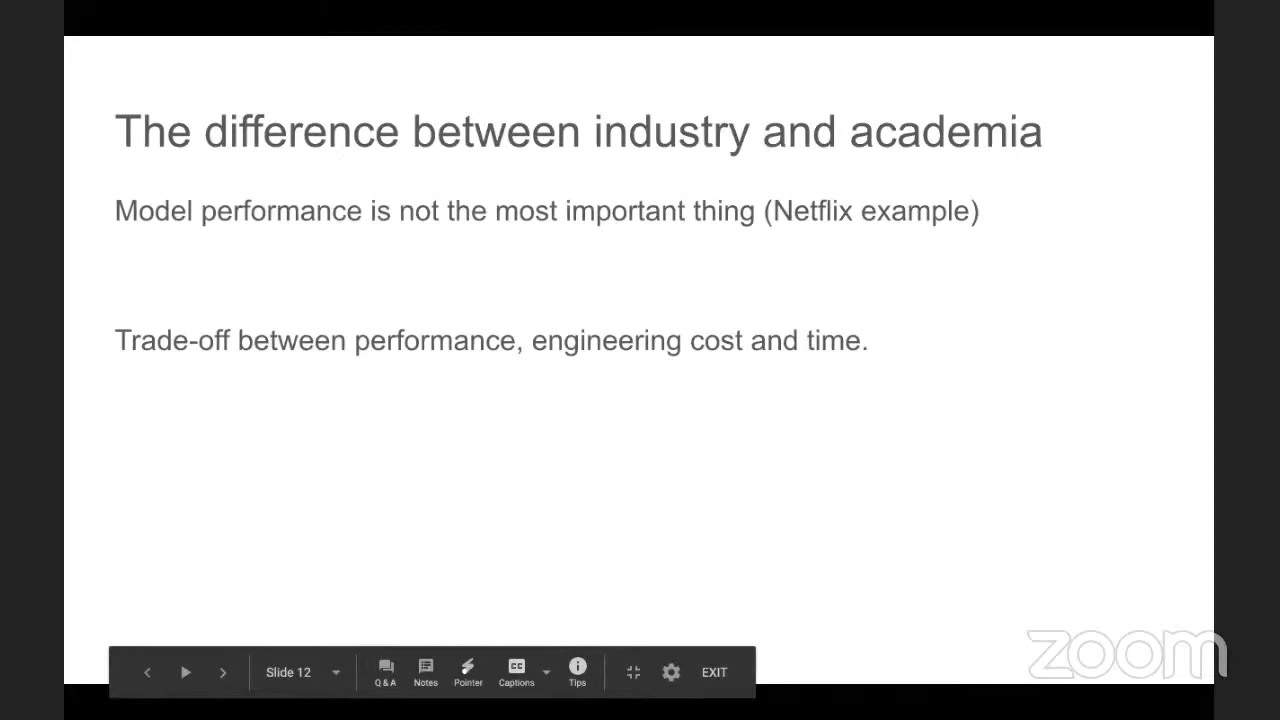 The difference between industry and academia
Model performance is not the most important thing (Netflix example)
Trade-off between performance, engineering cost and time.
Slide 12
Q & A
Notes
Pointer
CC
Captions
i
Tips
EXIT
zoom